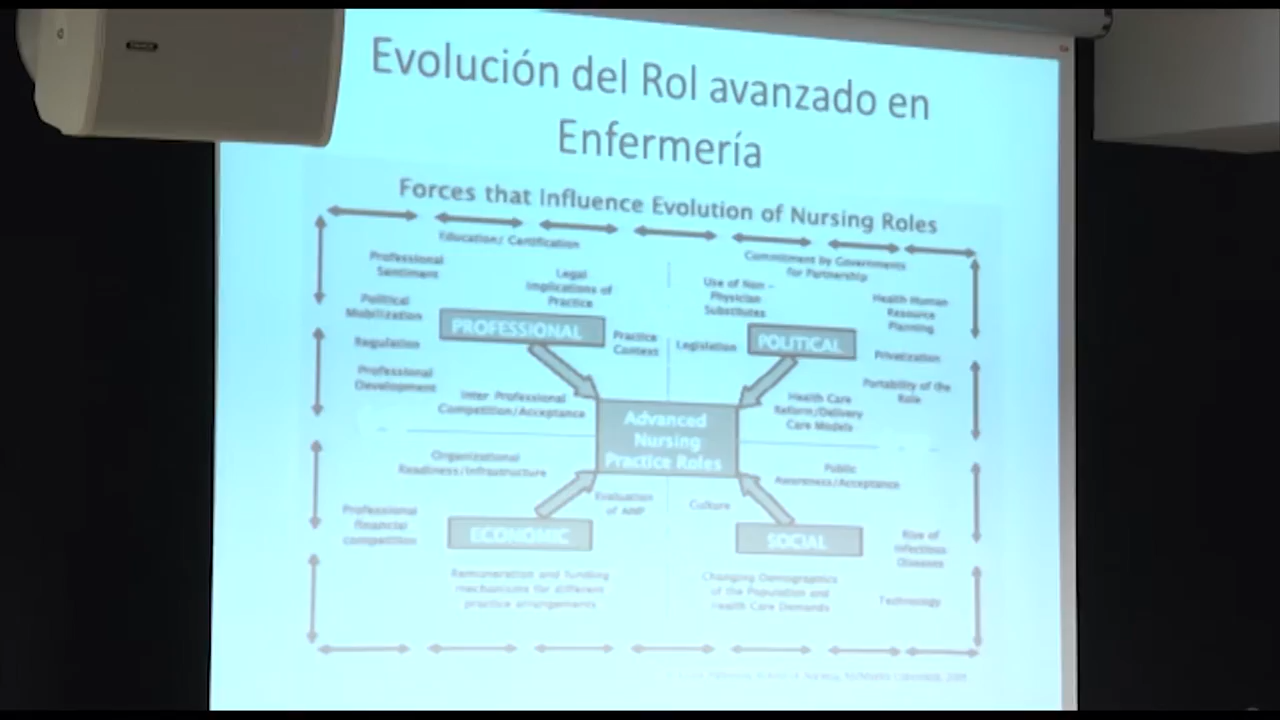 Evolución del Rol avanzado en
Enfermería
Forces that Influence Evolution of Nursing Roles
Education/ Certification
Professional
Sentiment
Legal
Implications of
Practice
Political
Mobilization
PROFESSIONAL
Practice
Context
Regulation
Professional
Development
Inter Professional
Competition/Acceptance
Commitment by Governments
for Partnership
Use of Non -
Physician
Substitutes
Health Human
Resource
Planning
Legislation
POLITICAL
Privatization
Portability of the
Role
Health Care
Reform/Delivery
Care Models
Advanced
Nursing
Practice Roles
Organizational
Readiness/Infrastructure
Evaluation
of ANP
Professional
financial
competition
ECONOMIC
Remuneration and funding
mechanisms for different
practice arrangements
Public
Awareness/Acceptance
Culture
SOCIAL
Rise of
Infectious
Diseases
Changing Demographics
of the Population and
Health Care Demands
Technology